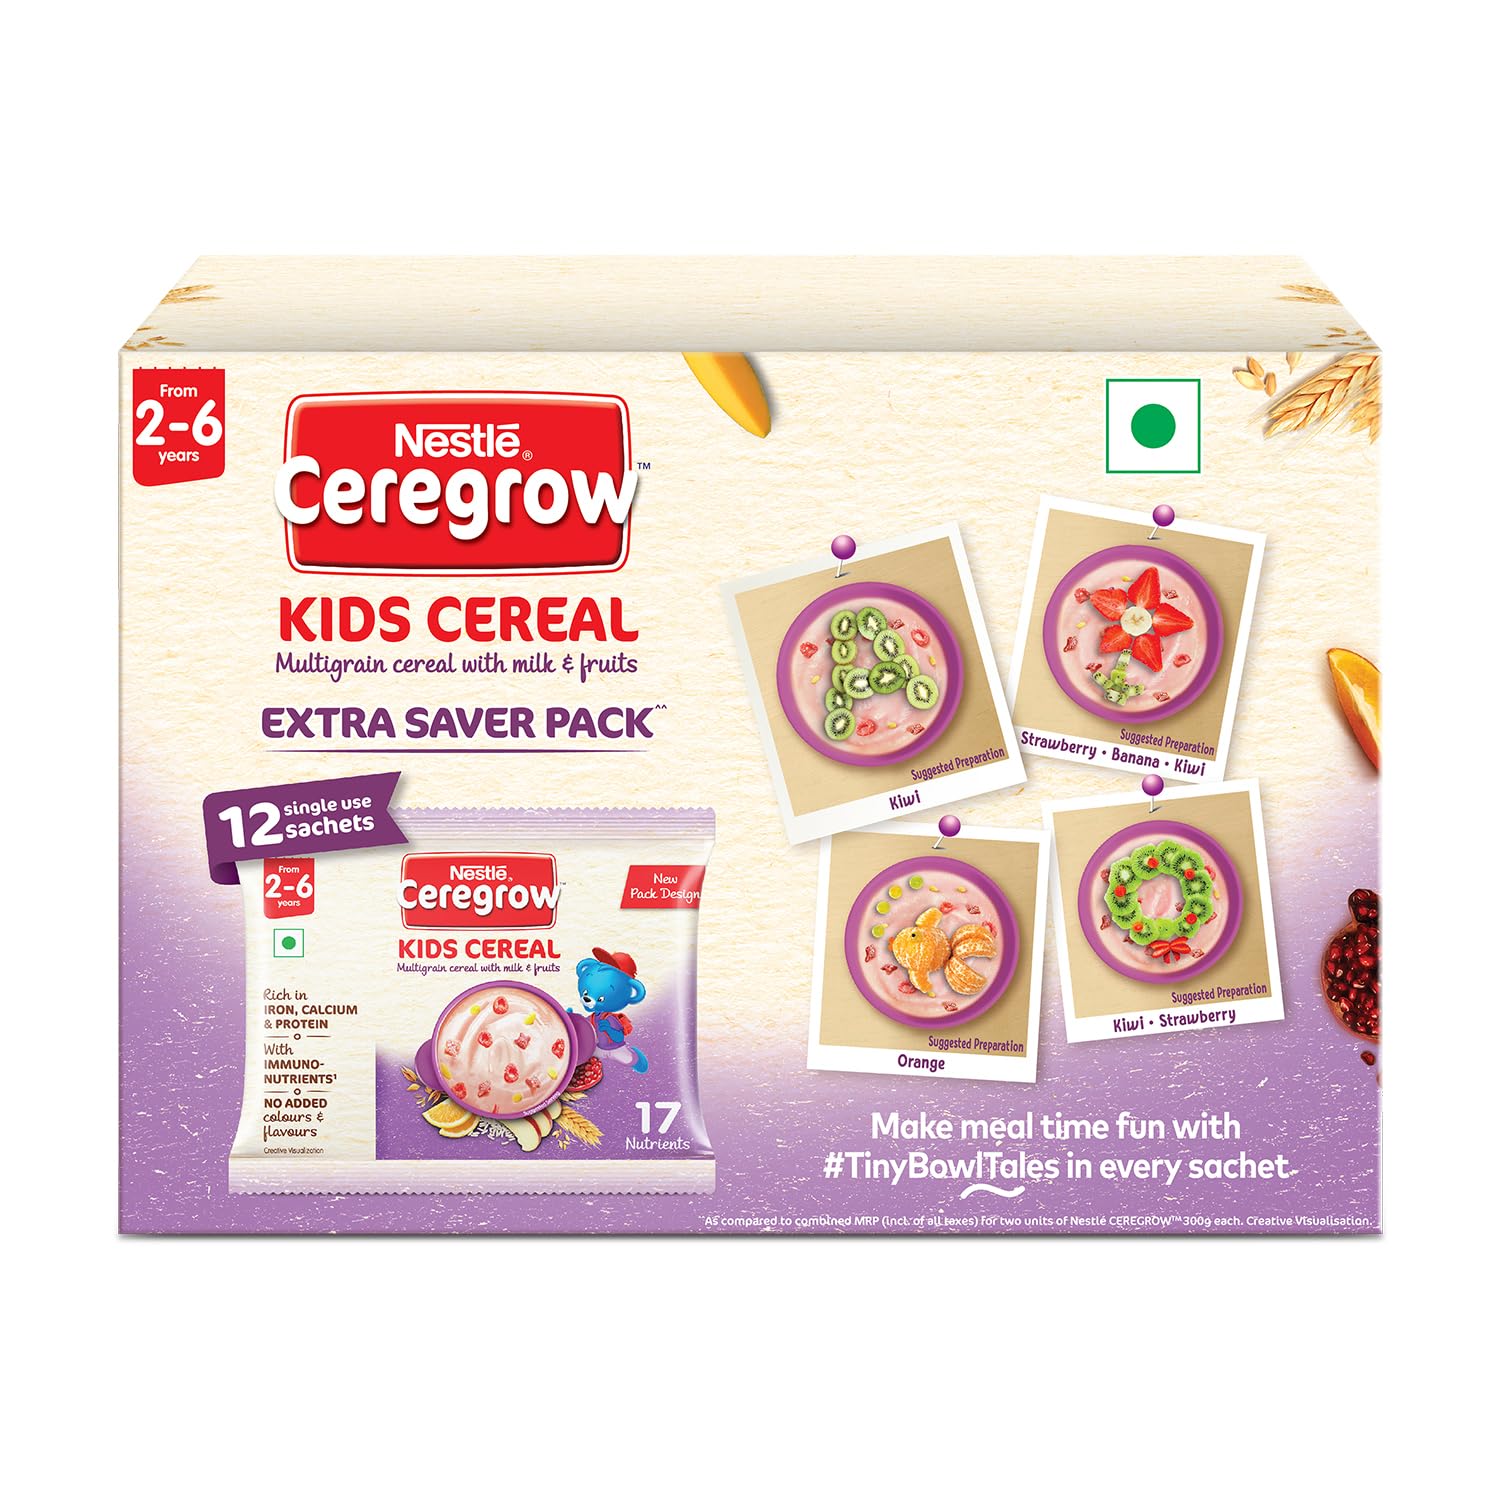 From
2-6
years
Nestlé®
Ceregrow™
KIDS CEREAL
Multigrain cereal with milk & fruits
EXTRA SAVER PACK^^
12 single use
sachets
From
2-6
years
Nestlé®
Ceregrow™
New
Pack Design
KIDS CEREAL
Multigrain cereal with milk & fruits
Rich in
IRON, CALCIUM
& PROTEIN
With
IMMUNO-
NUTRIENTS¹
NO ADDED
colours &
flavours
Creative Visualization
17
Nutrients
Suggested Preparation
Kiwi
Suggested Preparation
Strawberry • Banana • Kiwi
Suggested Preparation
Orange
Suggested Preparation
Kiwi • Strawberry
Make meal time fun with
#TinyBowlTales in every sachet
^^As compared to combined MRP (incl. of all taxes) for two units of Nestlé CEREGROW™ 300g each. Creative Visualisation.